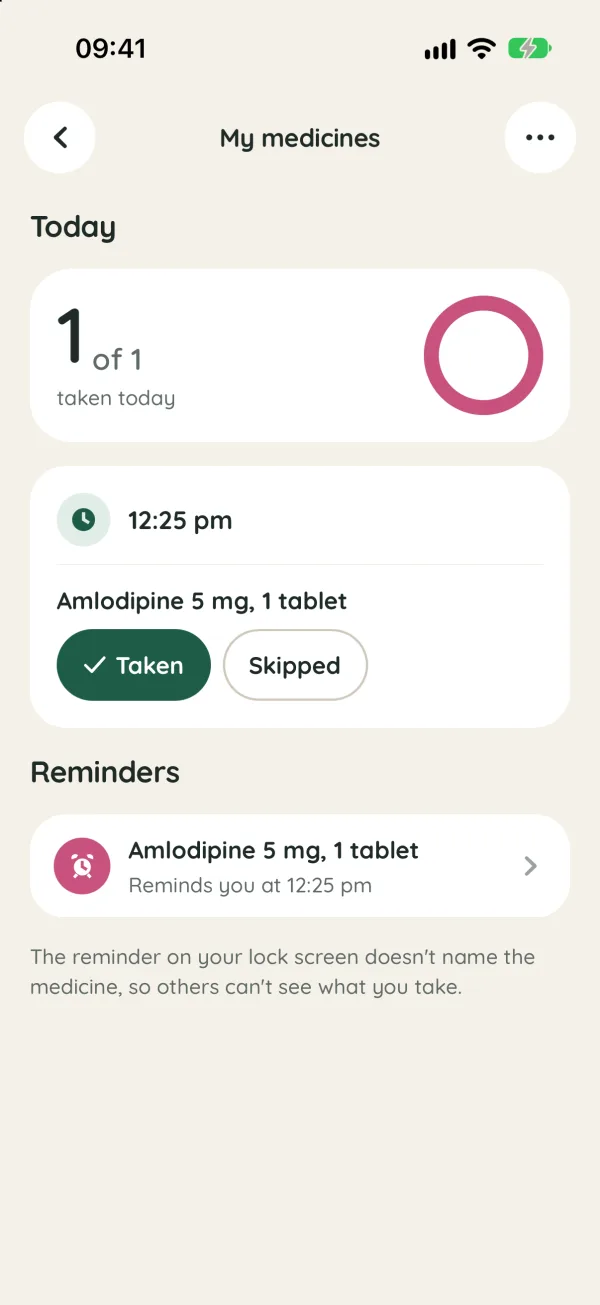 09:41
My medicines
Today
1 of 1
taken today
12:25 pm
Amlodipine 5 mg, 1 tablet
Taken
Skipped
Reminders
Amlodipine 5 mg, 1 tablet
Reminds you at 12:25 pm
The reminder on your lock screen doesn't name the
medicine, so others can't see what you take.